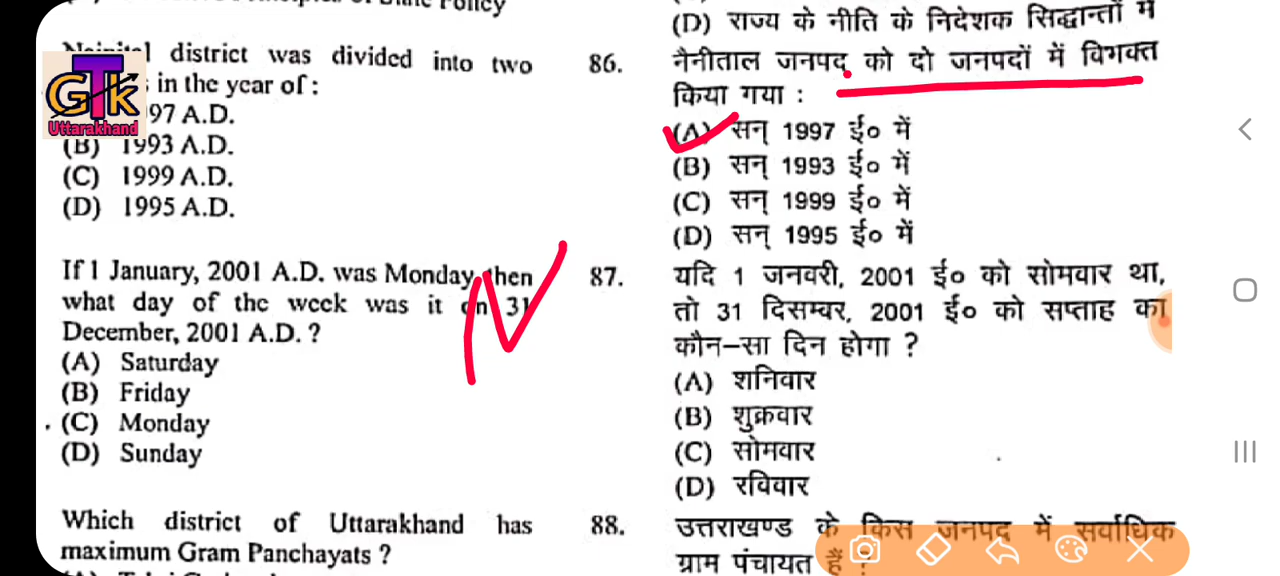 Policy
(D) राज्य के नीति के निदेशक सिद्धान्तों में
district was divided into two
in the year of :
97 A.D.
(B) 1993 A.D.
(C) 1999 A.D.
(D) 1995 A.D.
GTK
Uttarakhand
86. नैनीताल जनपद को दो जनपदों में विभक्त
किया गया :
(A) सन् 1997 ई० में
(B) सन् 1993 ई० में
(C) सन् 1999 ई० में
(D) सन् 1995 ई० में
If 1 January, 2001 A.D. was Monday then
what day of the week was it on 31
December, 2001 A.D. ?
(A) Saturday
(B) Friday
(C) Monday
(D) Sunday
87. यदि 1 जनवरी, 2001 ई० को सोमवार था,
तो 31 दिसम्बर, 2001 ई० को सप्ताह का
कौन-सा दिन होगा ?
(A) शनिवार
(B) शुक्रवार
(C) सोमवार
(D) रविवार
Which district of Uttarakhand has
maximum Gram Panchayats ?
88. उत्तराखण्ड के किस जनपद में सर्वाधिक
ग्राम पंचायत हैं ?